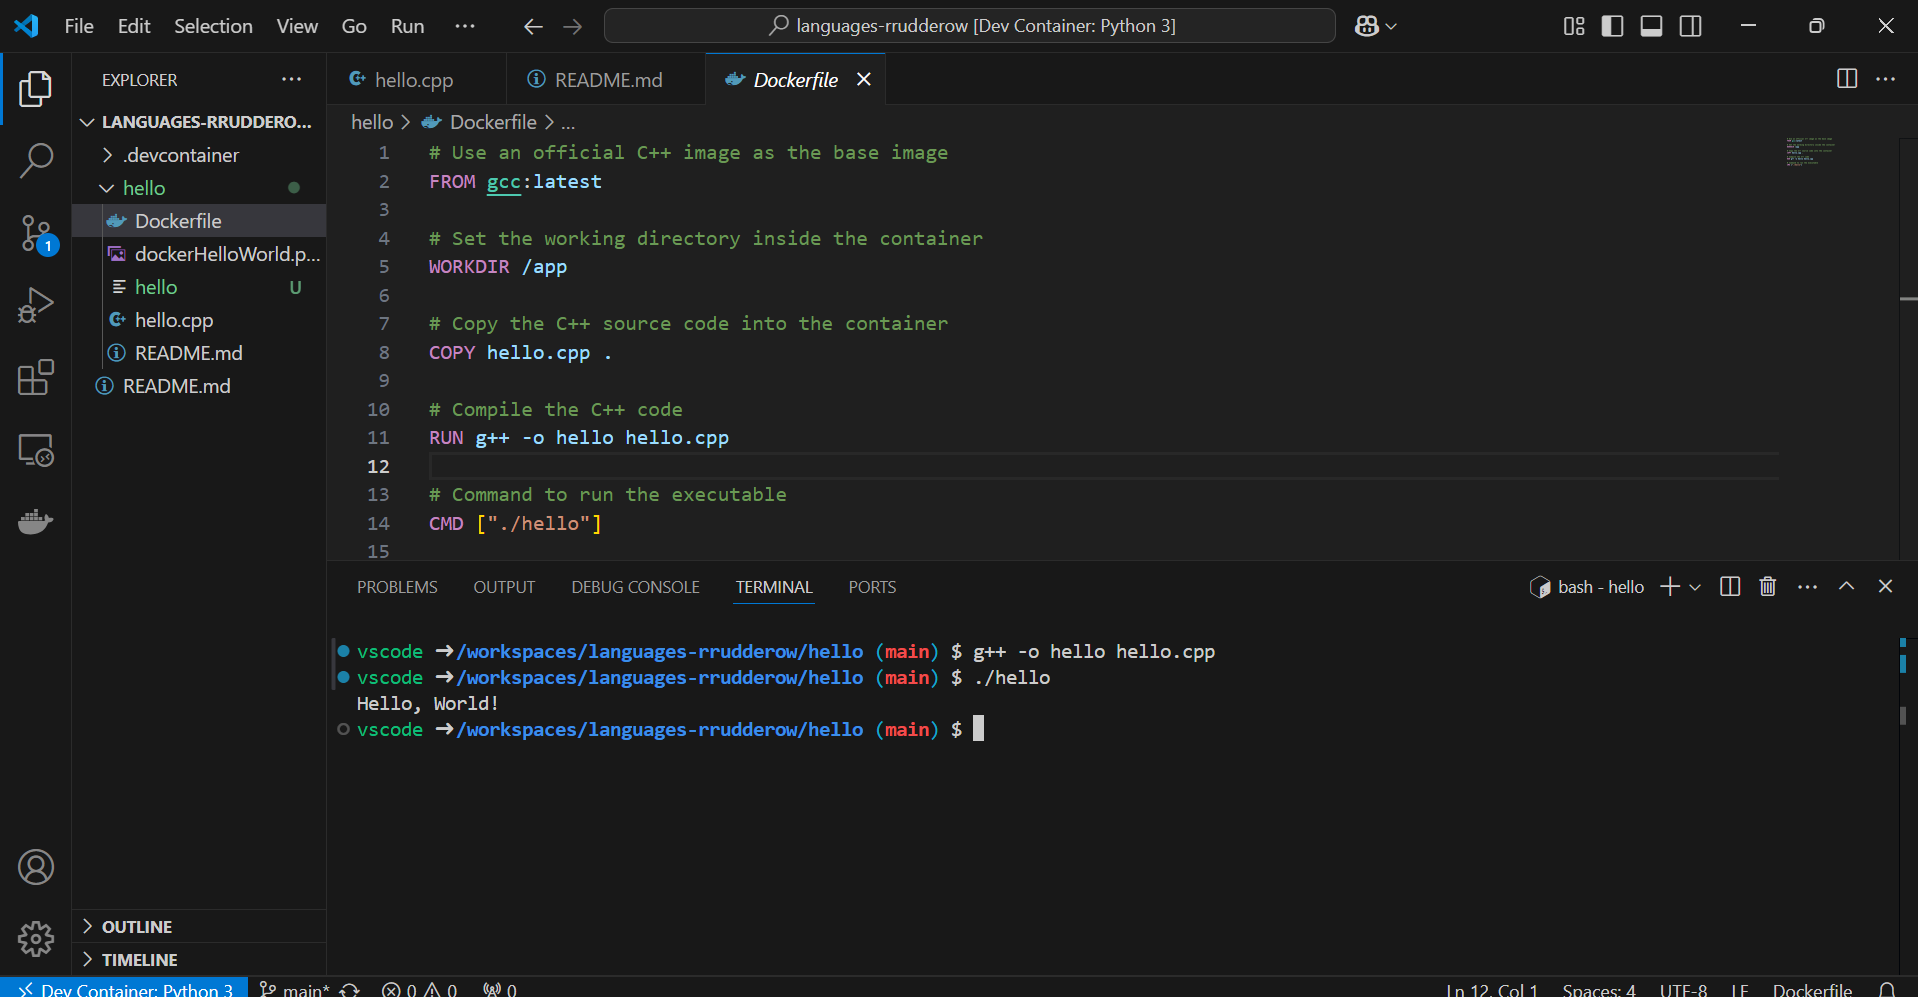 File Edit Selection View Go Run ···
languages-rrudderow [Dev Container: Python 3]
EXPLORER
LANGUAGES-RRUDDERO...
.devcontainer
hello
Dockerfile
dockerHelloWorld.p...
hello U
hello.cpp
README.md
README.md
OUTLINE
TIMELINE
1
hello.cpp README.md Dockerfile
hello > Dockerfile > ...
1 # Use an official C++ image as the base image
2 FROM gcc:latest
3
4 # Set the working directory inside the container
5 WORKDIR /app
6
7 # Copy the C++ source code into the container
8 COPY hello.cpp .
9
10 # Compile the C++ code
11 RUN g++ -o hello hello.cpp
12
13 # Command to run the executable
14 CMD ["./hello"]
15
PROBLEMS OUTPUT DEBUG CONSOLE TERMINAL PORTS
bash - hello
vscode ➜ /workspaces/languages-rrudderow/hello (main) $ g++ -o hello hello.cpp
vscode ➜ /workspaces/languages-rrudderow/hello (main) $ ./hello
Hello, World!
vscode ➜ /workspaces/languages-rrudderow/hello (main) $
Dev Container: Python 3 main* 0 0 0
Ln 12, Col 1 Spaces: 4 UTF-8 LF Dockerfile